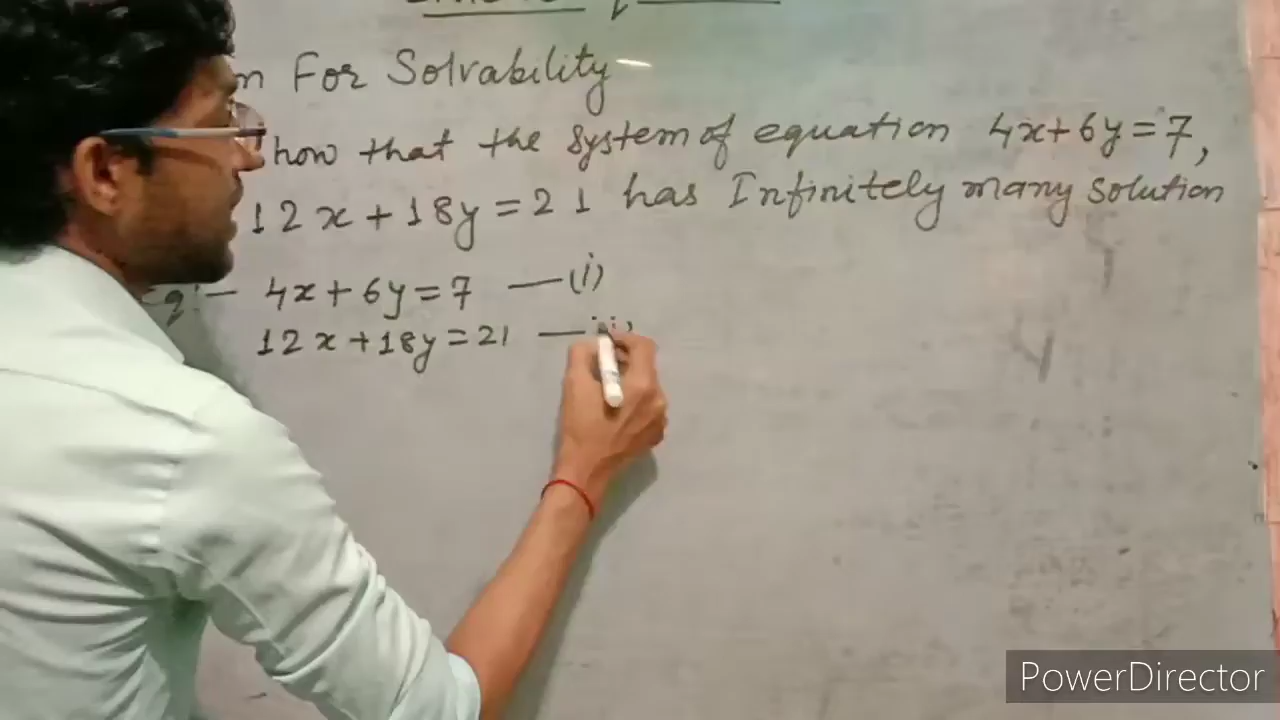 For Solvability
how that the system of equation 4x+6y=7,
12x+18y=21 has Infinitely many solution
4x+6y=7 —(i)
12x+18y=21 —
PowerDirector